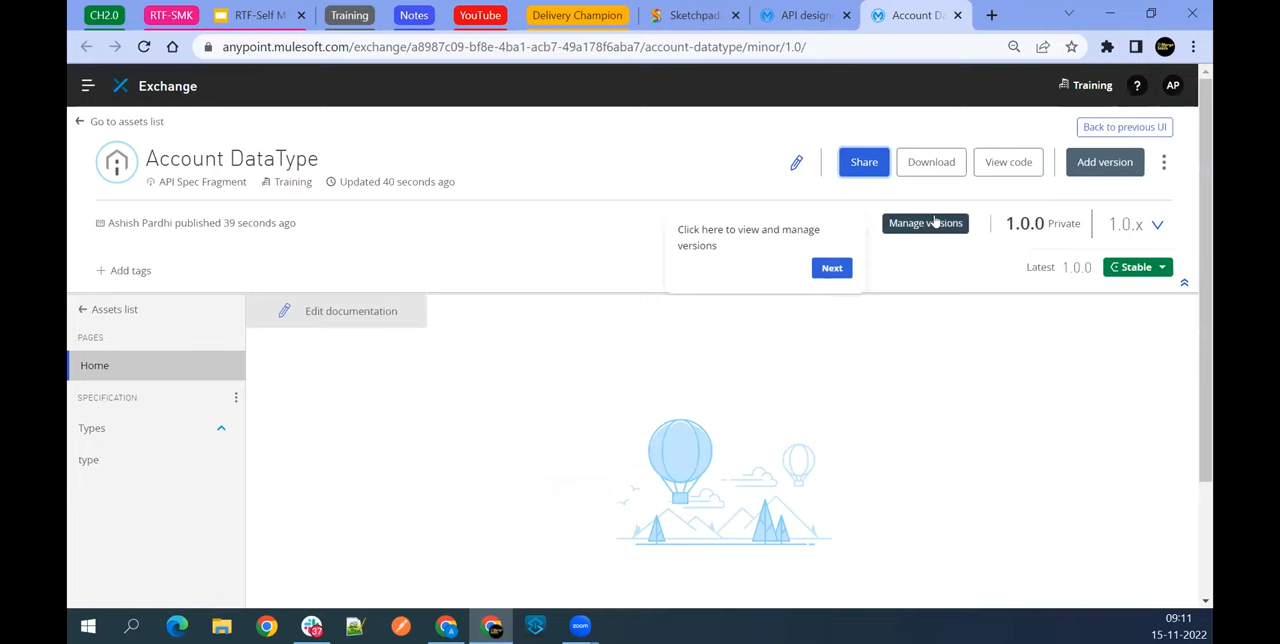 CH2.0 RTF-SMK RTF-Self M Training Notes YouTube Delivery Champion Sketchpad API design Account Da
anypoint.mulesoft.com/exchange/a8987c09-bf8e-4ba1-acb7-49a178f6aba7/account-datatype/minor/1.0/
Exchange
Training ? AP
Go to assets list
Back to previous UI
Account DataType
Share Download View code Add version
API Spec Fragment Training Updated 40 seconds ago
Ashish Pardhi published 39 seconds ago
Click here to view and manage
versions
Next
Manage versions
1.0.0 Private 1.0.x
Add tags
Latest 1.0.0 Stable
Assets list
Edit documentation
PAGES
Home
SPECIFICATION
Types
type
37
zoom
09:11
15-11-2022